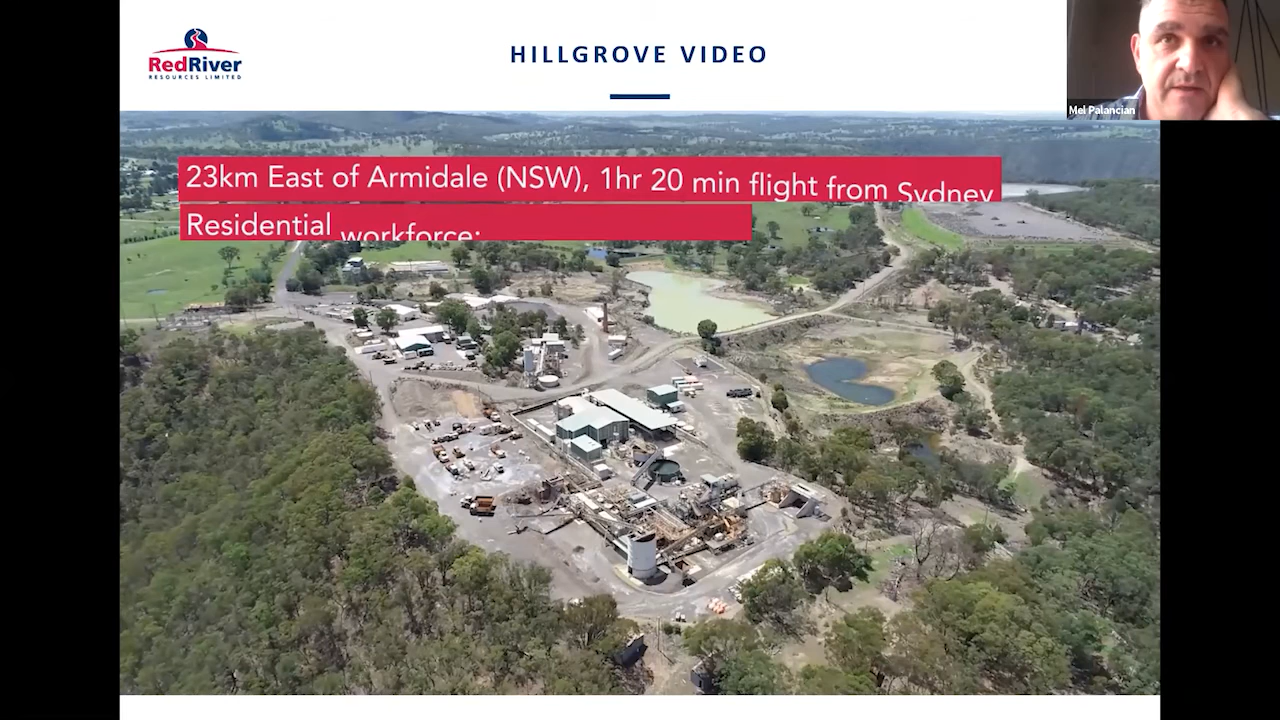 RedRiver
RESOURCES LIMITED
HILLGROVE VIDEO
Mel Palancian
23km East of Armidale (NSW), 1hr 20 min flight from Sydney
Residential workforce: